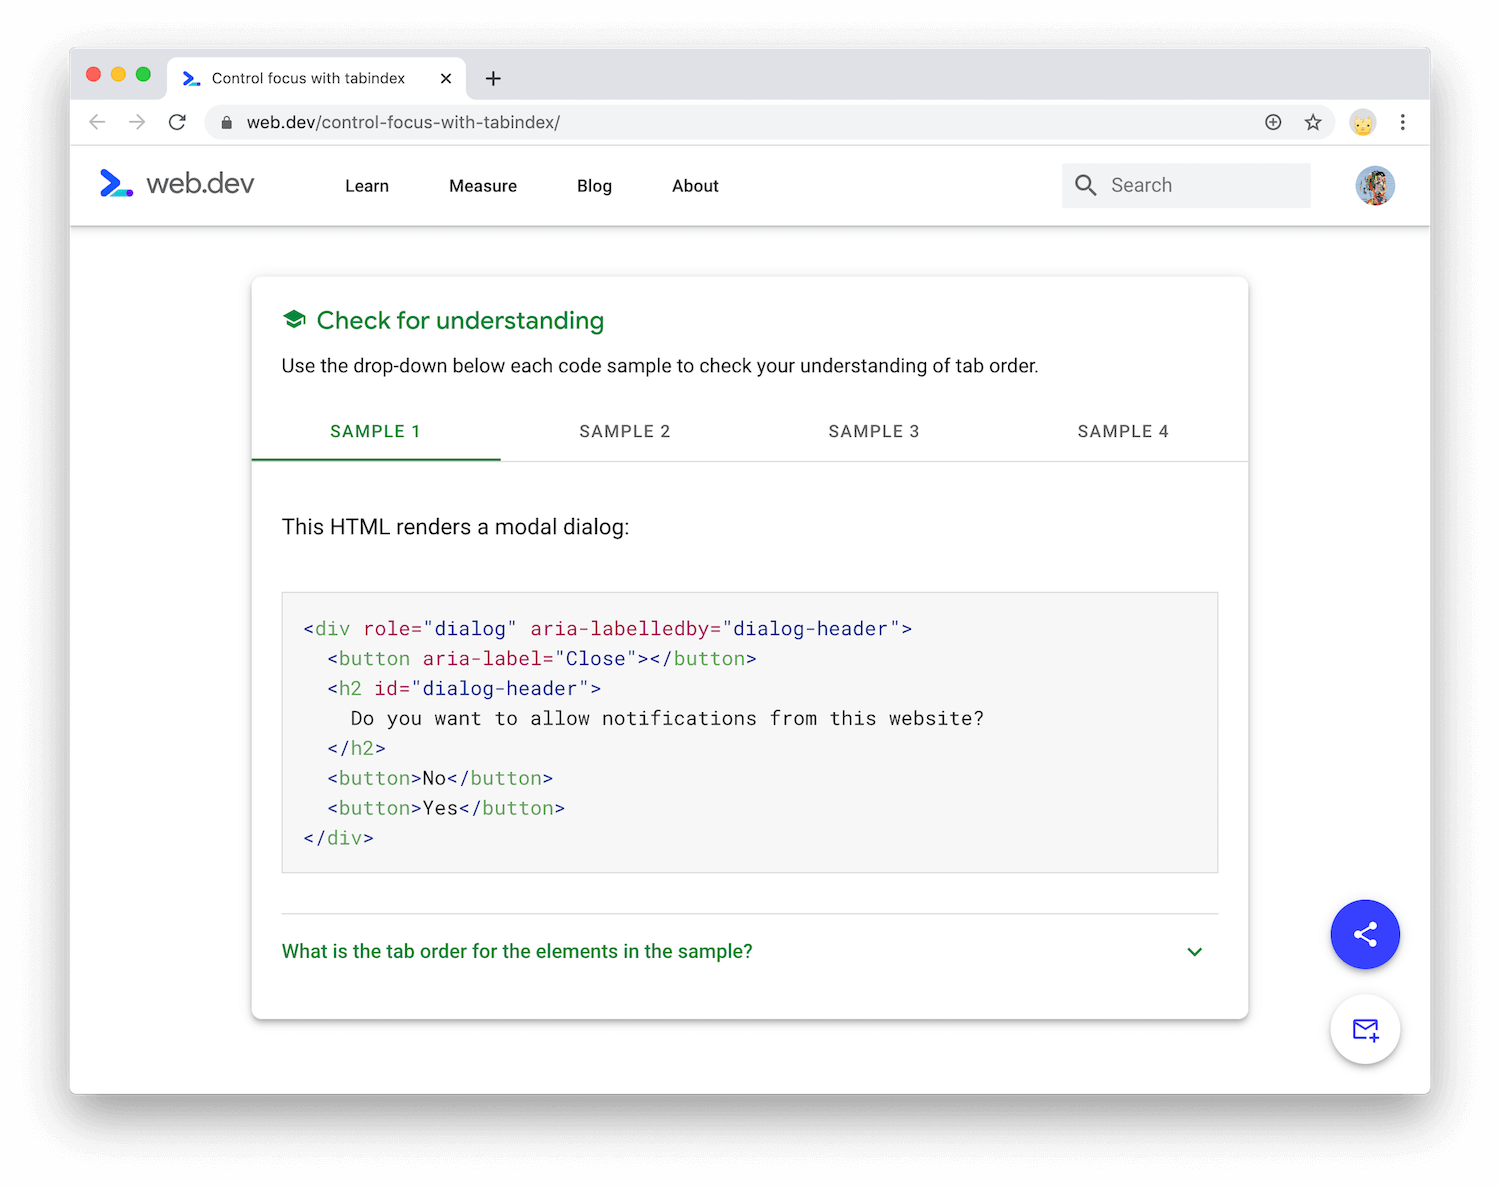 Control focus with tabindex
web.dev/control-focus-with-tabindex/
web.dev
Learn Measure Blog About
Search
Check for understanding
Use the drop-down below each code sample to check your understanding of tab order.
SAMPLE 1 SAMPLE 2 SAMPLE 3 SAMPLE 4
This HTML renders a modal dialog:
<div role="dialog" aria-labelledby="dialog-header">
  <button aria-label="Close"></button>
  <h2 id="dialog-header">
    Do you want to allow notifications from this website?
  </h2>
  <button>No</button>
  <button>Yes</button>
</div>
What is the tab order for the elements in the sample?